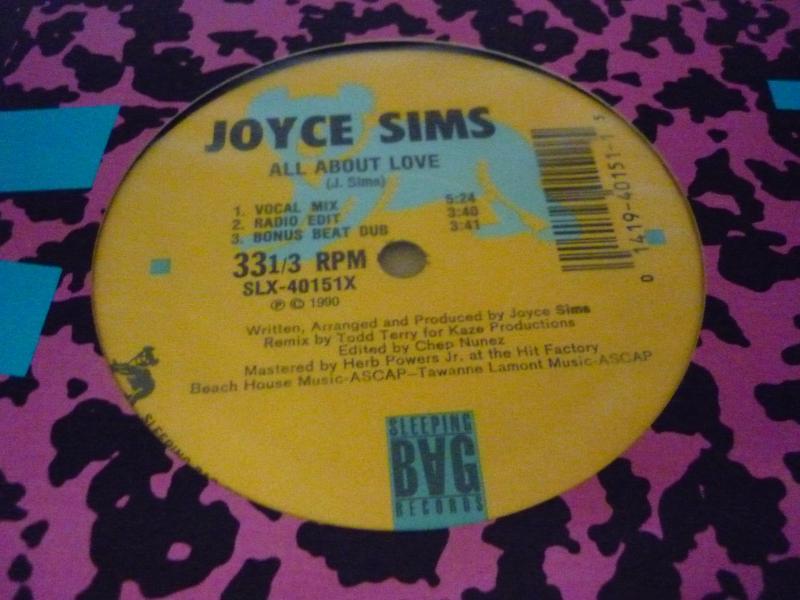 JOYCE SIMS
ALL ABOUT LOVE
(J. Sims)
1. VOCAL MIX 5:24
2. RADIO EDIT 3:40
3. BONUS BEAT DUB 3:41
33 1/3 RPM
SLX-40151X
℗ © 1990
Written, Arranged and Produced by Joyce Sims
Remix by Todd Terry for Kaze Productions
Edited by Chep Nunez
Mastered by Herb Powers Jr. at the Hit Factory
Beach House Music-ASCAP–Tawanne Lamont Music-ASCAP
0 1419-40151-1 5
SLEEPING
SLEEPING
BAG
RECORDS